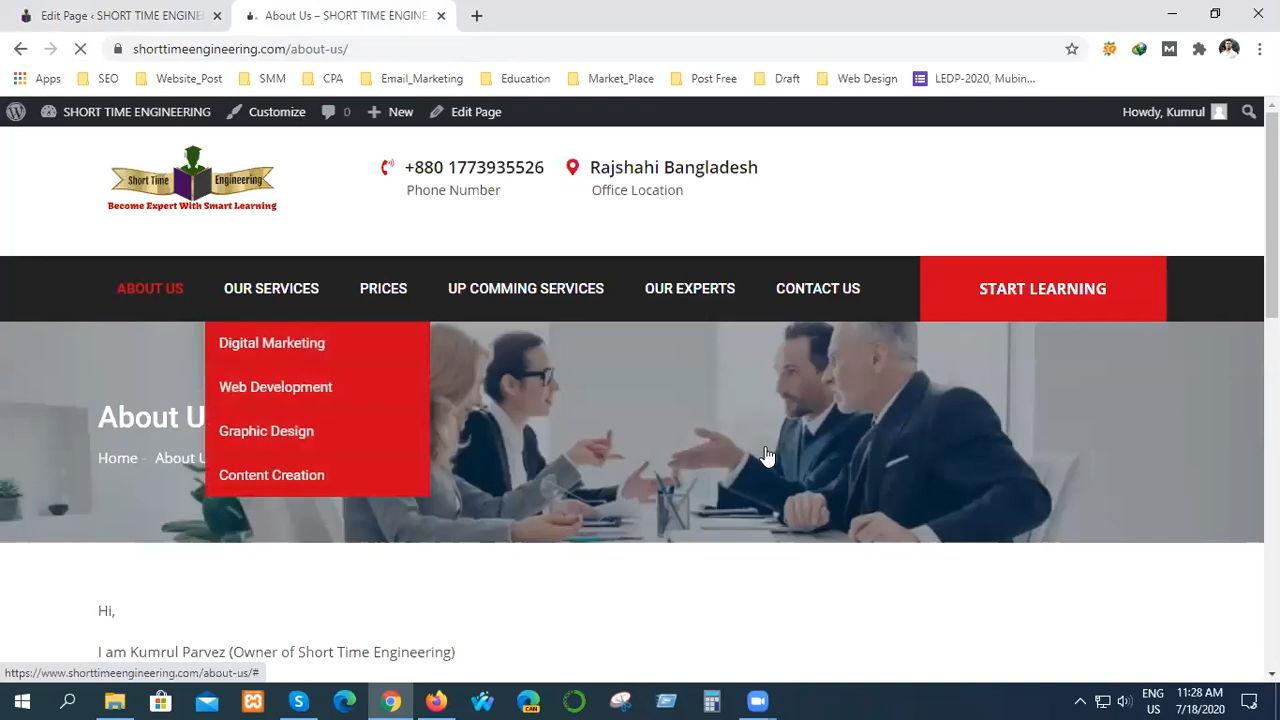 Edit Page ‹ SHORT TIME ENGINE
About Us – SHORT TIME ENGINE
shorttimeengineering.com/about-us/
Apps SEO Website_Post SMM CPA Email_Marketing Education Market_Place Post Free Draft Web Design LEDP-2020, Mubin...
SHORT TIME ENGINEERING Customize 0 New Edit Page Howdy, Kumrul
Short Time Engineering
Become Expert With Smart Learning
+880 1773935526
Phone Number
Rajshahi Bangladesh
Office Location
ABOUT US OUR SERVICES PRICES UP COMMING SERVICES OUR EXPERTS CONTACT US START LEARNING
Digital Marketing
Web Development
Graphic Design
Content Creation
About U
Home - About U
Hi,
I am Kumrul Parvez (Owner of Short Time Engineering)
https://www.shorttimeengineering.com/about-us/#
CAN
ENG
US
11:28 AM
7/18/2020